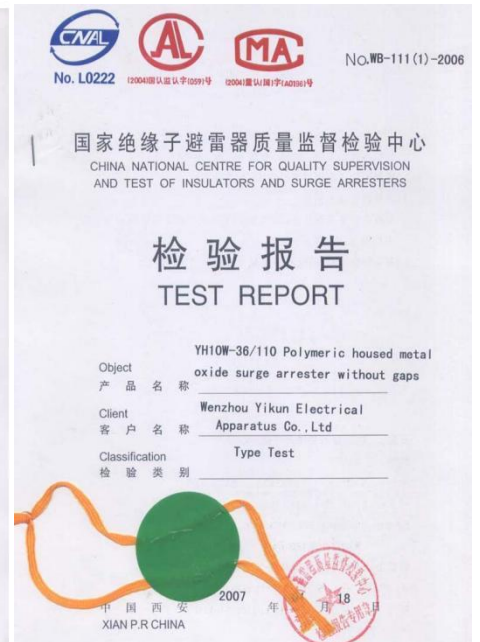 CNAL
No. L0222
AL
(2004)国认监认字(059)号
MA
(2004)量认(国)字(A0196)号
No.WB-111(1)-2006
国家绝缘子避雷器质量监督检验中心
CHINA NATIONAL CENTRE FOR QUALITY SUPERVISION
AND TEST OF INSULATORS AND SURGE ARRESTERS
检验报告
TEST REPORT
Object
产品名称
YH10W-36/110 Polymeric housed metal
oxide surge arrester without gaps
Client
客户名称
Wenzhou Yikun Electrical
Apparatus Co.,Ltd
Classification
检验类别
Type Test
中国西安
XIAN P.R CHINA
2007 年 月 18 日